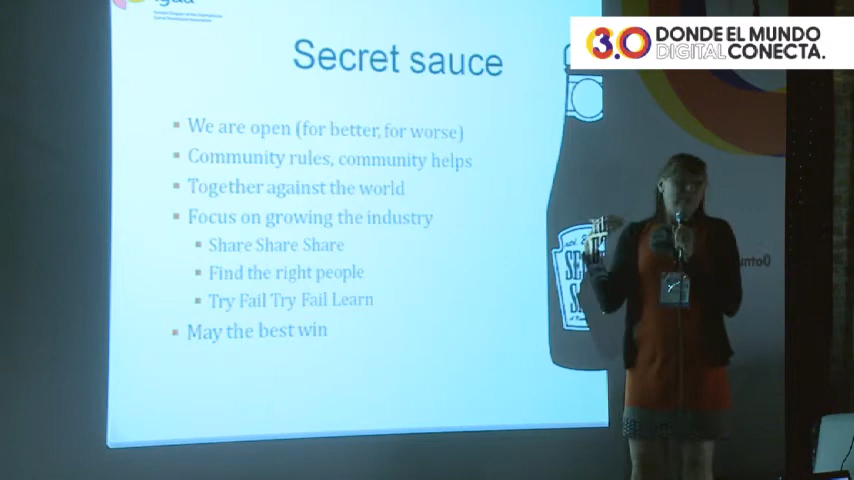 igda
3.0 DONDE EL MUNDO
DIGITAL CONECTA.
Secret sauce
▪ We are open (for better, for worse)
▪ Community rules, community helps
▪ Together against the world
▪ Focus on growing the industry
▪ Share Share Share
▪ Find the right people
▪ Try Fail Try Fail Learn
▪ May the best win